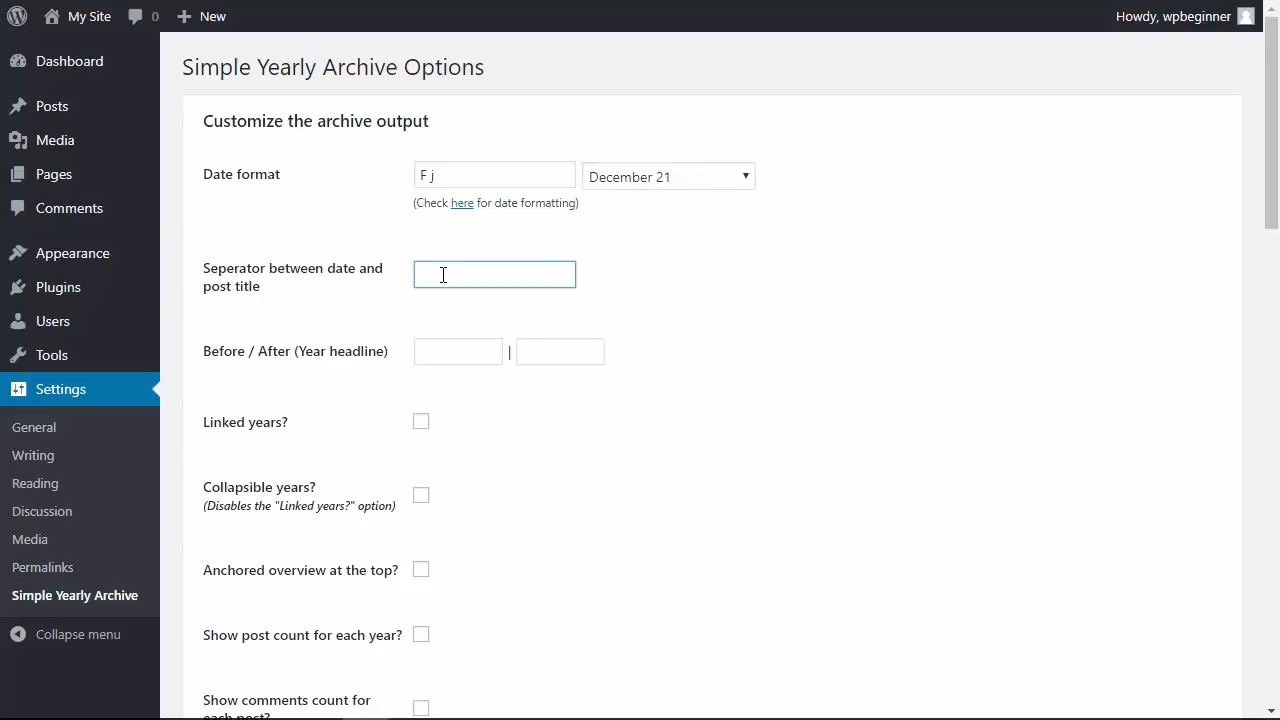 My Site 0 New Howdy, wpbeginner
Dashboard
Posts
Media
Pages
Comments
Appearance
Plugins
Users
Tools
Settings
General
Writing
Reading
Discussion
Media
Permalinks
Simple Yearly Archive
Collapse menu
Simple Yearly Archive Options
Customize the archive output
Date format F j December 21
(Check here for date formatting)
Seperator between date and
post title
Before / After (Year headline) |
Linked years?
Collapsible years?
(Disables the "Linked years?" option)
Anchored overview at the top?
Show post count for each year?
Show comments count for
each post?